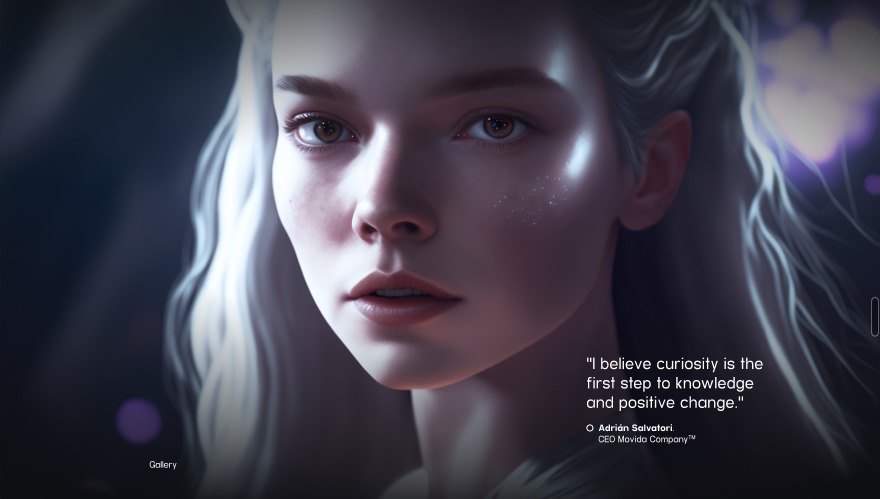 "I believe curiosity is the
first step to knowledge
and positive change."
Adrián Salvatori.
CEO Movida Company™
Gallery